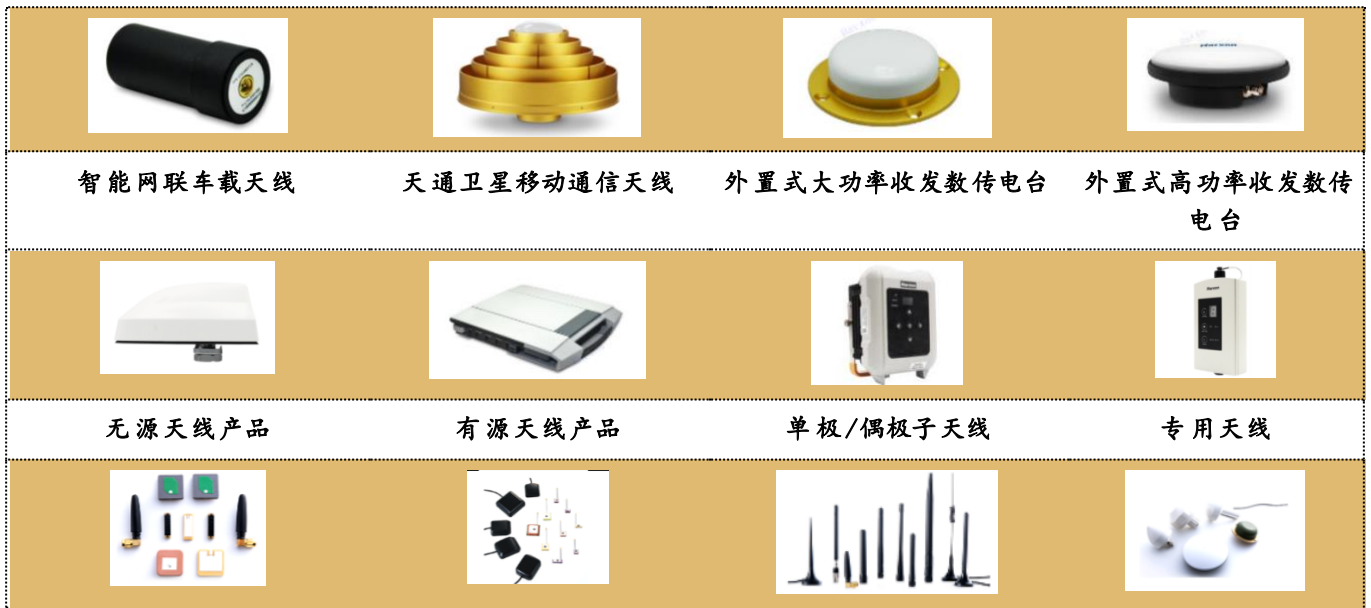 智能网联车载天线
天通卫星移动通信天线
外置式大功率收发数传电台
外置式高功率收发数传
电台
无源天线产品
有源天线产品
单极/偶极子天线
专用天线